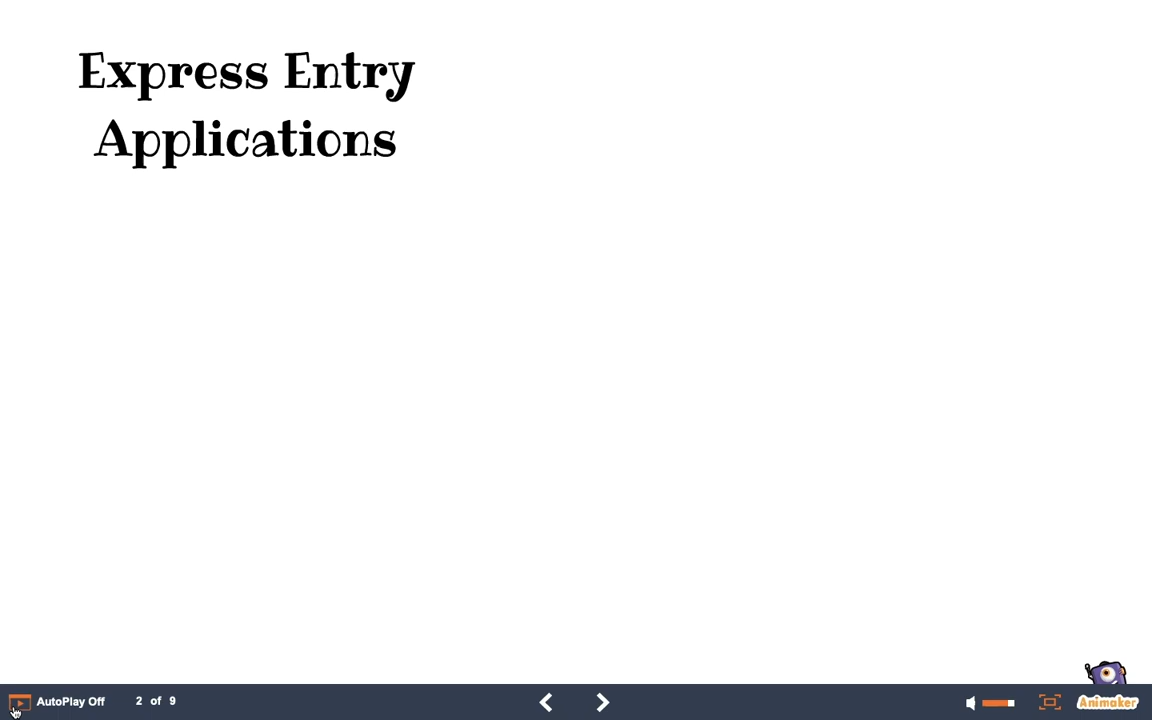 Express Entry
Applications
AutoPlay Off
2 of 9
Animaker